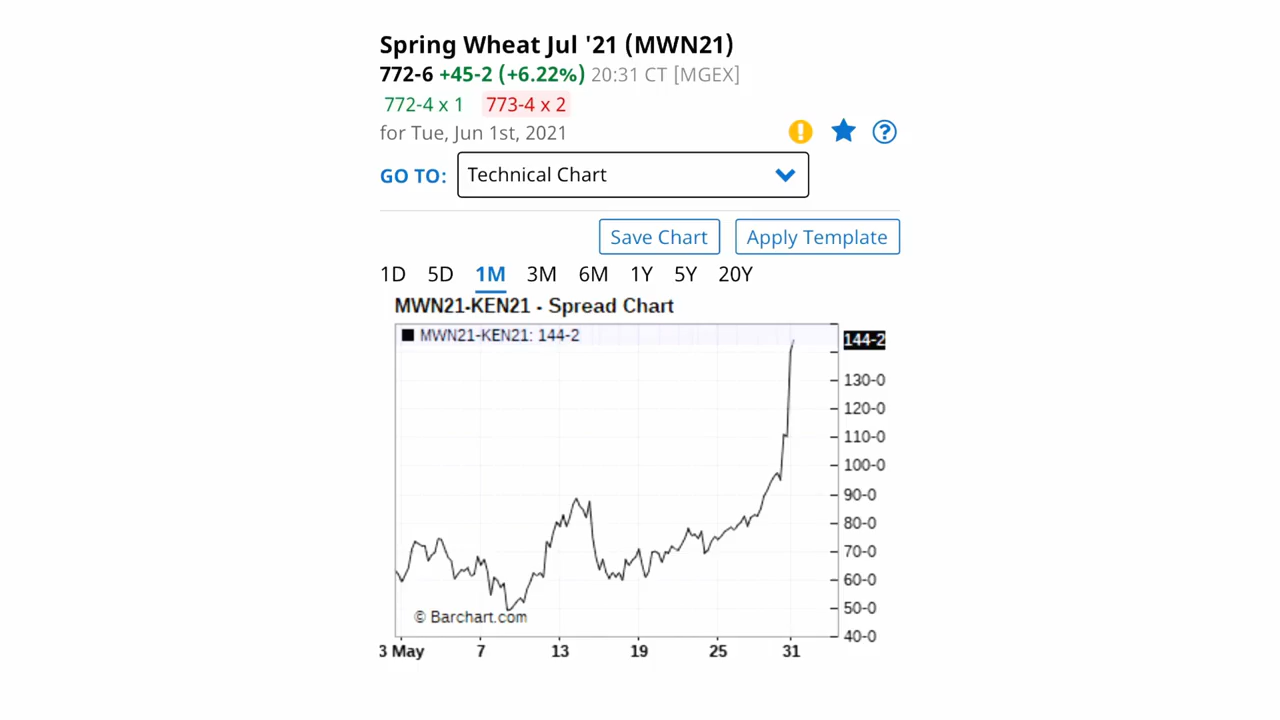 Spring Wheat Jul '21 (MWN21)
772-6 +45-2 (+6.22%) 20:31 CT [MGEX]
772-4 x 1 773-4 x 2
for Tue, Jun 1st, 2021
GO TO: Technical Chart
Save Chart Apply Template
1D 5D 1M 3M 6M 1Y 5Y 20Y
MWN21-KEN21 - Spread Chart
MWN21-KEN21: 144-2
144-2
130-0
120-0
110-0
100-0
90-0
80-0
70-0
60-0
50-0
40-0
© Barchart.com
3 May 7 13 19 25 31